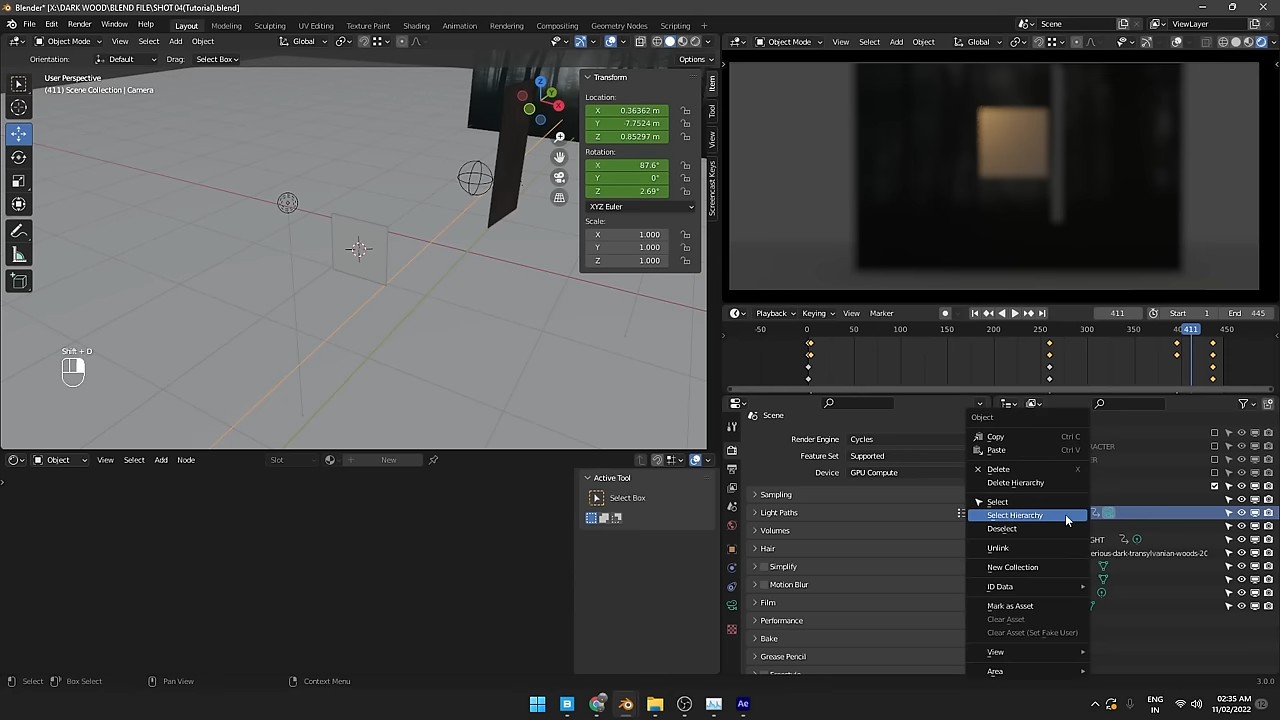 Blender* [X:\DARK WOOD\BLEND FILE\SHOT 04(Tutorial).blend]
File Edit Render Window Help Layout Modeling Sculpting UV Editing Texture Paint Shading Animation Rendering Compositing Geometry Nodes Scripting + Scene ViewLayer
Object Mode View Select Add Object Global
Object Mode View Select Add Object Global
Orientation: Default Drag: Select Box Options
User Perspective
(411) Scene Collection | Camera
Transform
Location:
X 0.36362 m
Y -7.7524 m
Z 0.85297 m
Rotation:
X 87.6°
Y 0°
Z 2.69°
XYZ Euler
Scale:
X 1.000
Y 1.000
Z 1.000
Item
Tool
View
Screencast Keys
Z
Y
X
Shift + D
Playback Keying View Marker 411 Start 1 End 445
-50 0 50 100 150 200 250 300 350 411 450
Scene
Render Engine Cycles
Feature Set Supported
Device GPU Compute
Sampling
Light Paths
Volumes
Hair
Simplify
Motion Blur
Film
Performance
Bake
Grease Pencil
Object
Copy Ctrl C
Paste Ctrl V
Delete X
Delete Hierarchy
Select
Select Hierarchy
Deselect
Unlink
New Collection
ID Data
Mark as Asset
Clear Asset
Clear Asset (Set Fake User)
View
Area
Object View Select Add Node Slot New
Active Tool
Select Box
Select Box Select Pan View Context Menu 3.0.0
ENG
IN
02:35 AM
11/02/2022